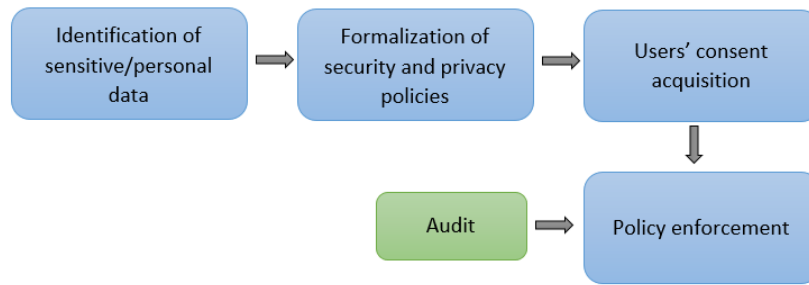 Identification of
sensitive/personal
data
Formalization of
security and privacy
policies
Users’ consent
acquisition
Audit
Policy enforcement